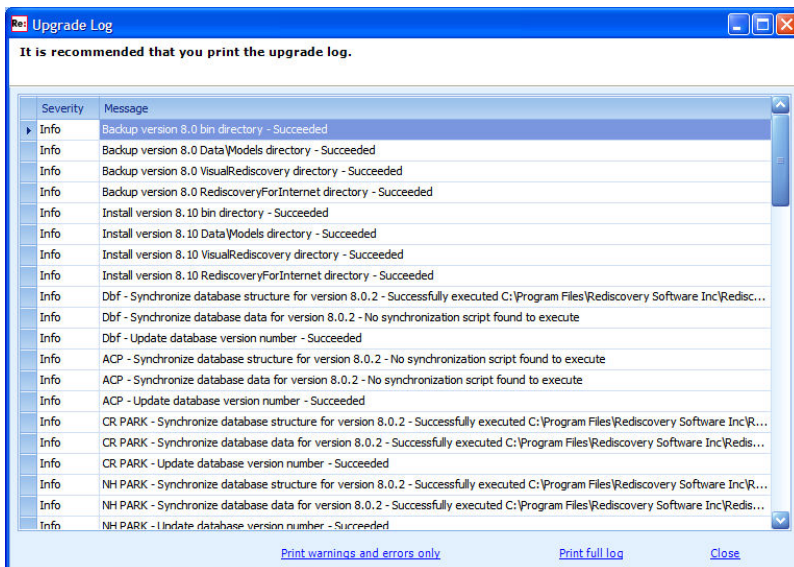 Re: Upgrade Log
It is recommended that you print the upgrade log.
Severity Message
Info Backup version 8.0 bin directory - Succeeded
Info Backup version 8.0 Data\Models directory - Succeeded
Info Backup version 8.0 VisualRediscovery directory - Succeeded
Info Backup version 8.0 RediscoveryForInternet directory - Succeeded
Info Install version 8.10 bin directory - Succeeded
Info Install version 8.10 Data\Models directory - Succeeded
Info Install version 8.10 VisualRediscovery directory - Succeeded
Info Install version 8.10 RediscoveryForInternet directory - Succeeded
Info Dbf - Synchronize database structure for version 8.0.2 - Successfully executed C:\Program Files\Rediscovery Software Inc\Redisc...
Info Dbf - Synchronize database data for version 8.0.2 - No synchronization script found to execute
Info Dbf - Update database version number - Succeeded
Info ACP - Synchronize database structure for version 8.0.2 - No synchronization script found to execute
Info ACP - Synchronize database data for version 8.0.2 - No synchronization script found to execute
Info ACP - Update database version number - Succeeded
Info CR PARK - Synchronize database structure for version 8.0.2 - Successfully executed C:\Program Files\Rediscovery Software Inc\R...
Info CR PARK - Synchronize database data for version 8.0.2 - Successfully executed C:\Program Files\Rediscovery Software Inc\Redis...
Info CR PARK - Update database version number - Succeeded
Info NH PARK - Synchronize database structure for version 8.0.2 - Successfully executed C:\Program Files\Rediscovery Software Inc\R...
Info NH PARK - Synchronize database data for version 8.0.2 - Successfully executed C:\Program Files\Rediscovery Software Inc\Redis...
Info NH PARK - Update database version number - Succeeded
Print warnings and errors only Print full log Close